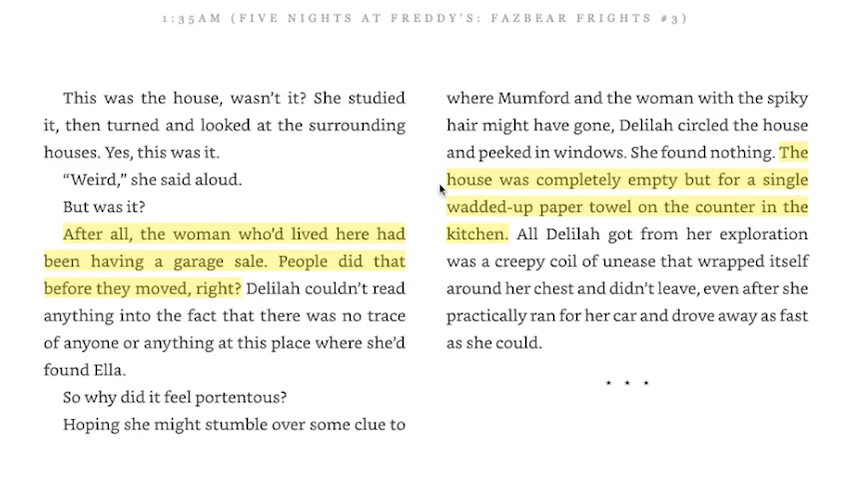 1:35AM (FIVE NIGHTS AT FREDDY'S: FAZBEAR FRIGHTS #3)
This was the house, wasn't it? She studied
it, then turned and looked at the surrounding
houses. Yes, this was it.
“Weird,” she said aloud.
But was it?
After all, the woman who'd lived here had
been having a garage sale. People did that
before they moved, right? Delilah couldn't read
anything into the fact that there was no trace
of anyone or anything at this place where she'd
found Ella.
So why did it feel portentous?
Hoping she might stumble over some clue to
where Mumford and the woman with the spiky
hair might have gone, Delilah circled the house
and peeked in windows. She found nothing. The
house was completely empty but for a single
wadded-up paper towel on the counter in the
kitchen. All Delilah got from her exploration
was a creepy coil of unease that wrapped itself
around her chest and didn't leave, even after she
practically ran for her car and drove away as fast
as she could.
* * *